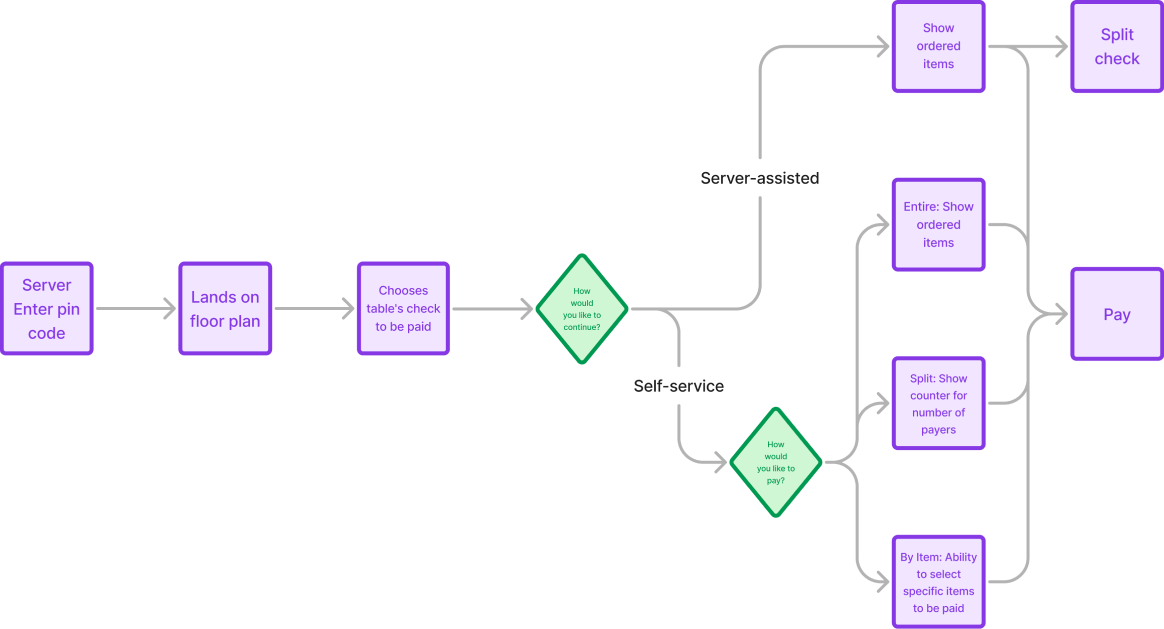 Server
Enter pin
code
Lands on
floor plan
Chooses
table's check
to be paid
How
would
you like to
continue?
Server-assisted
Show
ordered
items
Split
check
Self-service
How
would
you like to
pay?
Entire: Show
ordered
items
Split: Show
counter for
number of
payers
By Item: Ability
to select
specific items
to be paid
Pay